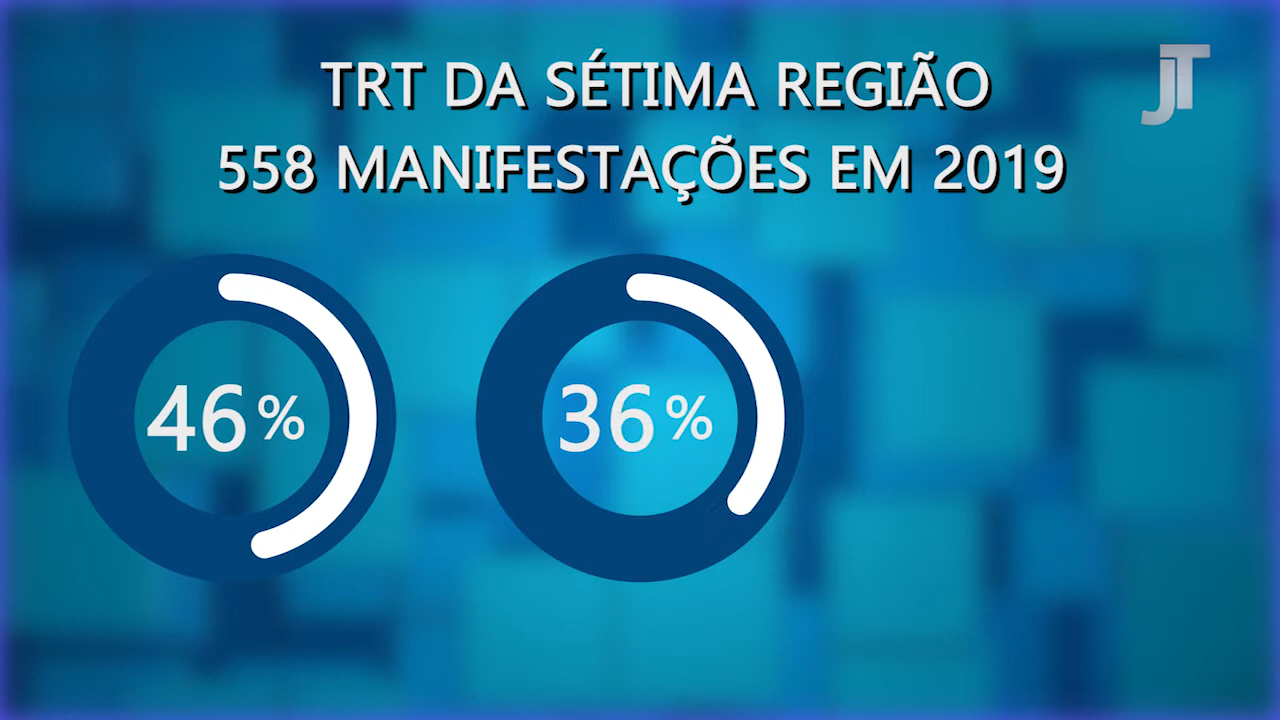 TRT DA SÉTIMA REGIÃO
JT
558 MANIFESTAÇÕES EM 2019
46%
36%